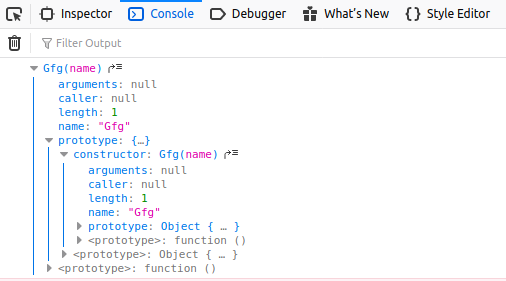 Inspector Console Debugger What's New {} Style Editor
Filter Output
Gfg(name)
arguments: null
caller: null
length: 1
name: "Gfg"
prototype: {…}
constructor: Gfg(name)
arguments: null
caller: null
length: 1
name: "Gfg"
prototype: Object { … }
<prototype>: function ()
<prototype>: Object { … }
<prototype>: function ()